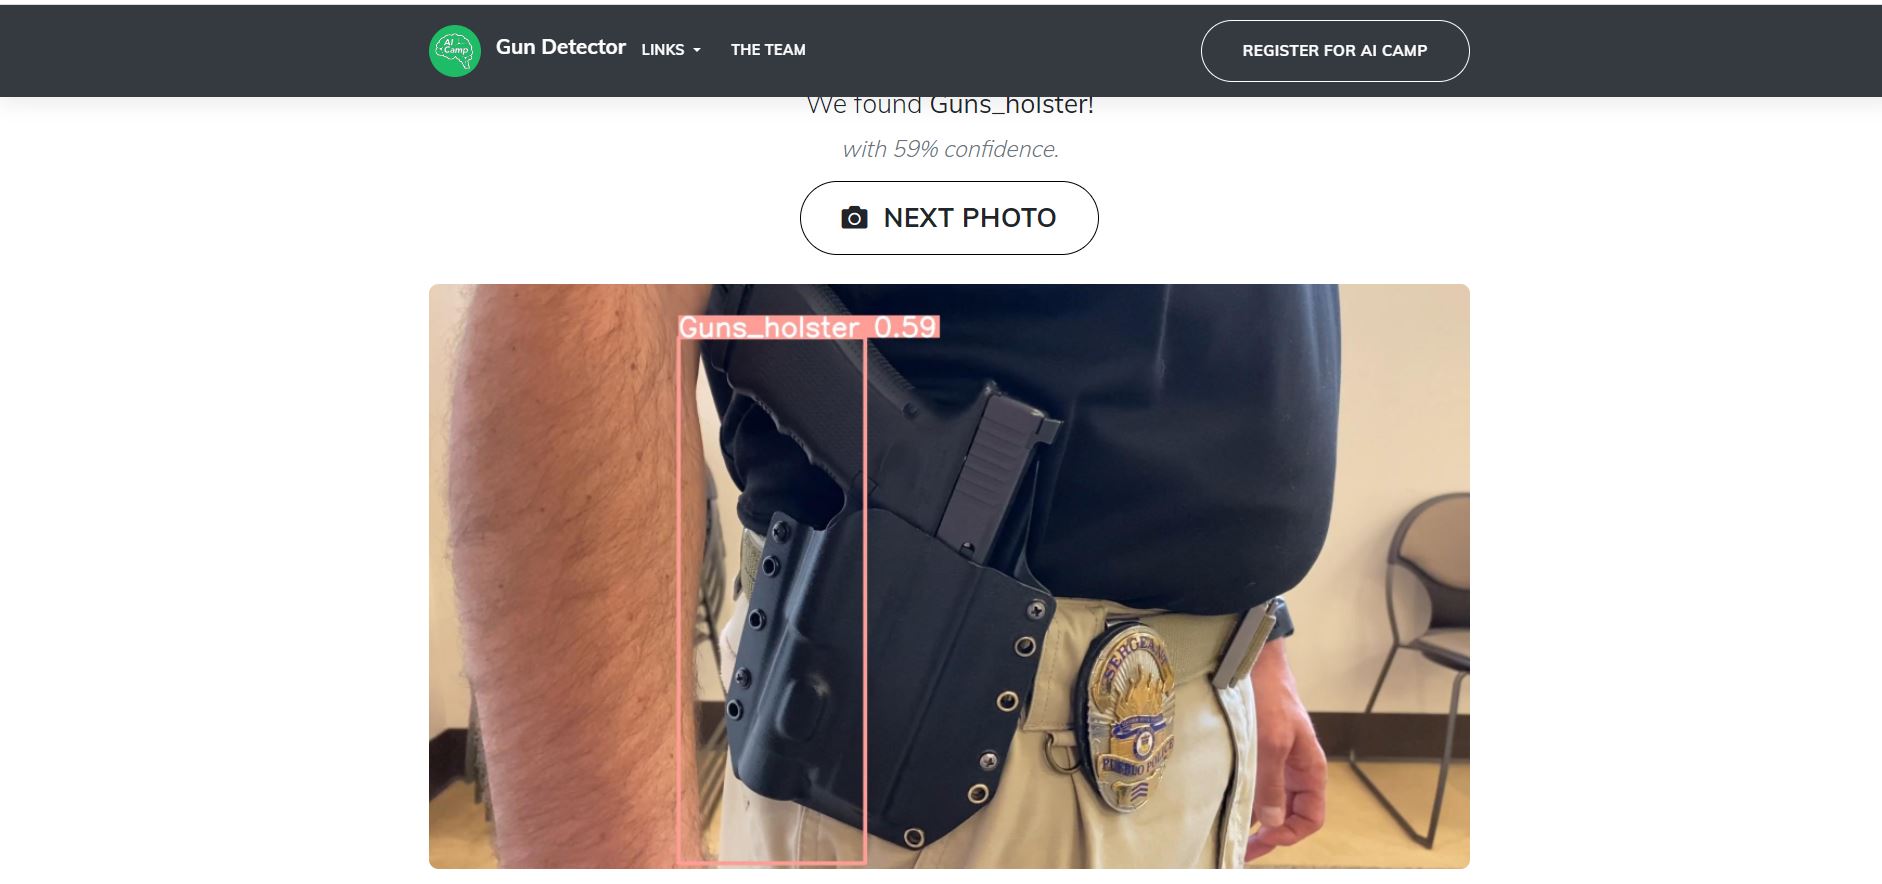 AI
Camp
Gun Detector
LINKS
THE TEAM
REGISTER FOR AI CAMP
We found Guns_holster!
with 59% confidence.
NEXT PHOTO
Guns_holster 0.59
SERGEANT
PUEBLO POLICE